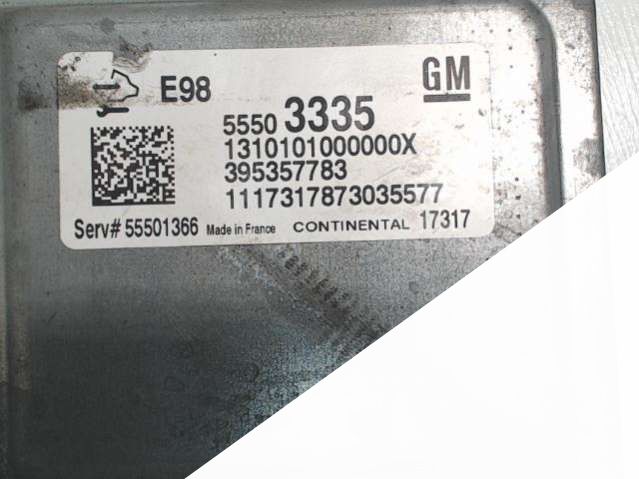 E98
GM
5550 3335
1310101000000X
395357783
1117317873035577
Serv# 55501366 Made in France CONTINENTAL 17317